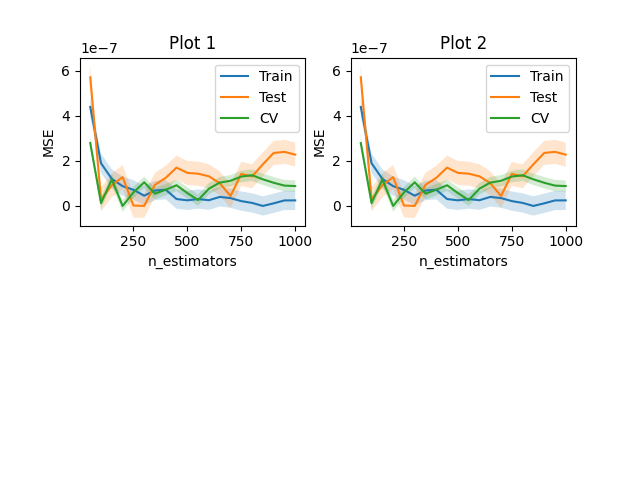 Plot 1
1e−7
MSE
6
4
2
0
250 500 750 1000
n_estimators
Train
Test
CV
Plot 2
1e−7
MSE
6
4
2
0
250 500 750 1000
n_estimators
Train
Test
CV